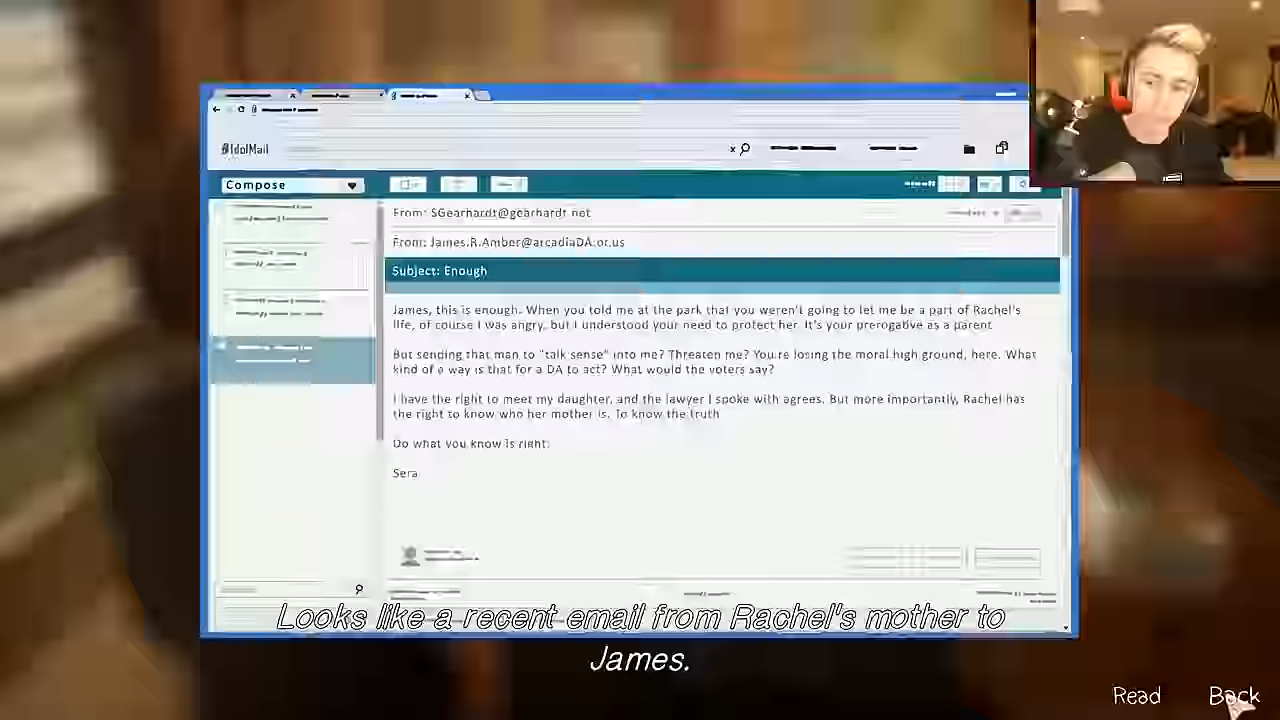 IdolMail
Compose
From: SGearhardt@gearhardt.net
From: James.R.Amber@arcadiaDA.or.us
Subject: Enough
James, this is enough. When you told me at the park that you weren't going to let me be a part of Rachel's
life, of course I was angry, but I understood your need to protect her. It's your prerogative as a parent
But sending that man to "talk sense" into me? Threaten me? You're losing the moral high ground, here. What
kind of a way is that for a DA to act? What would the voters say?
I have the right to meet my daughter, and the lawyer I spoke with agrees. But more importantly, Rachel has
the right to know who her mother is. To know the truth
Do what you know is right.
Sera
Looks like a recent email from Rachel's mother to
James.
Read Back